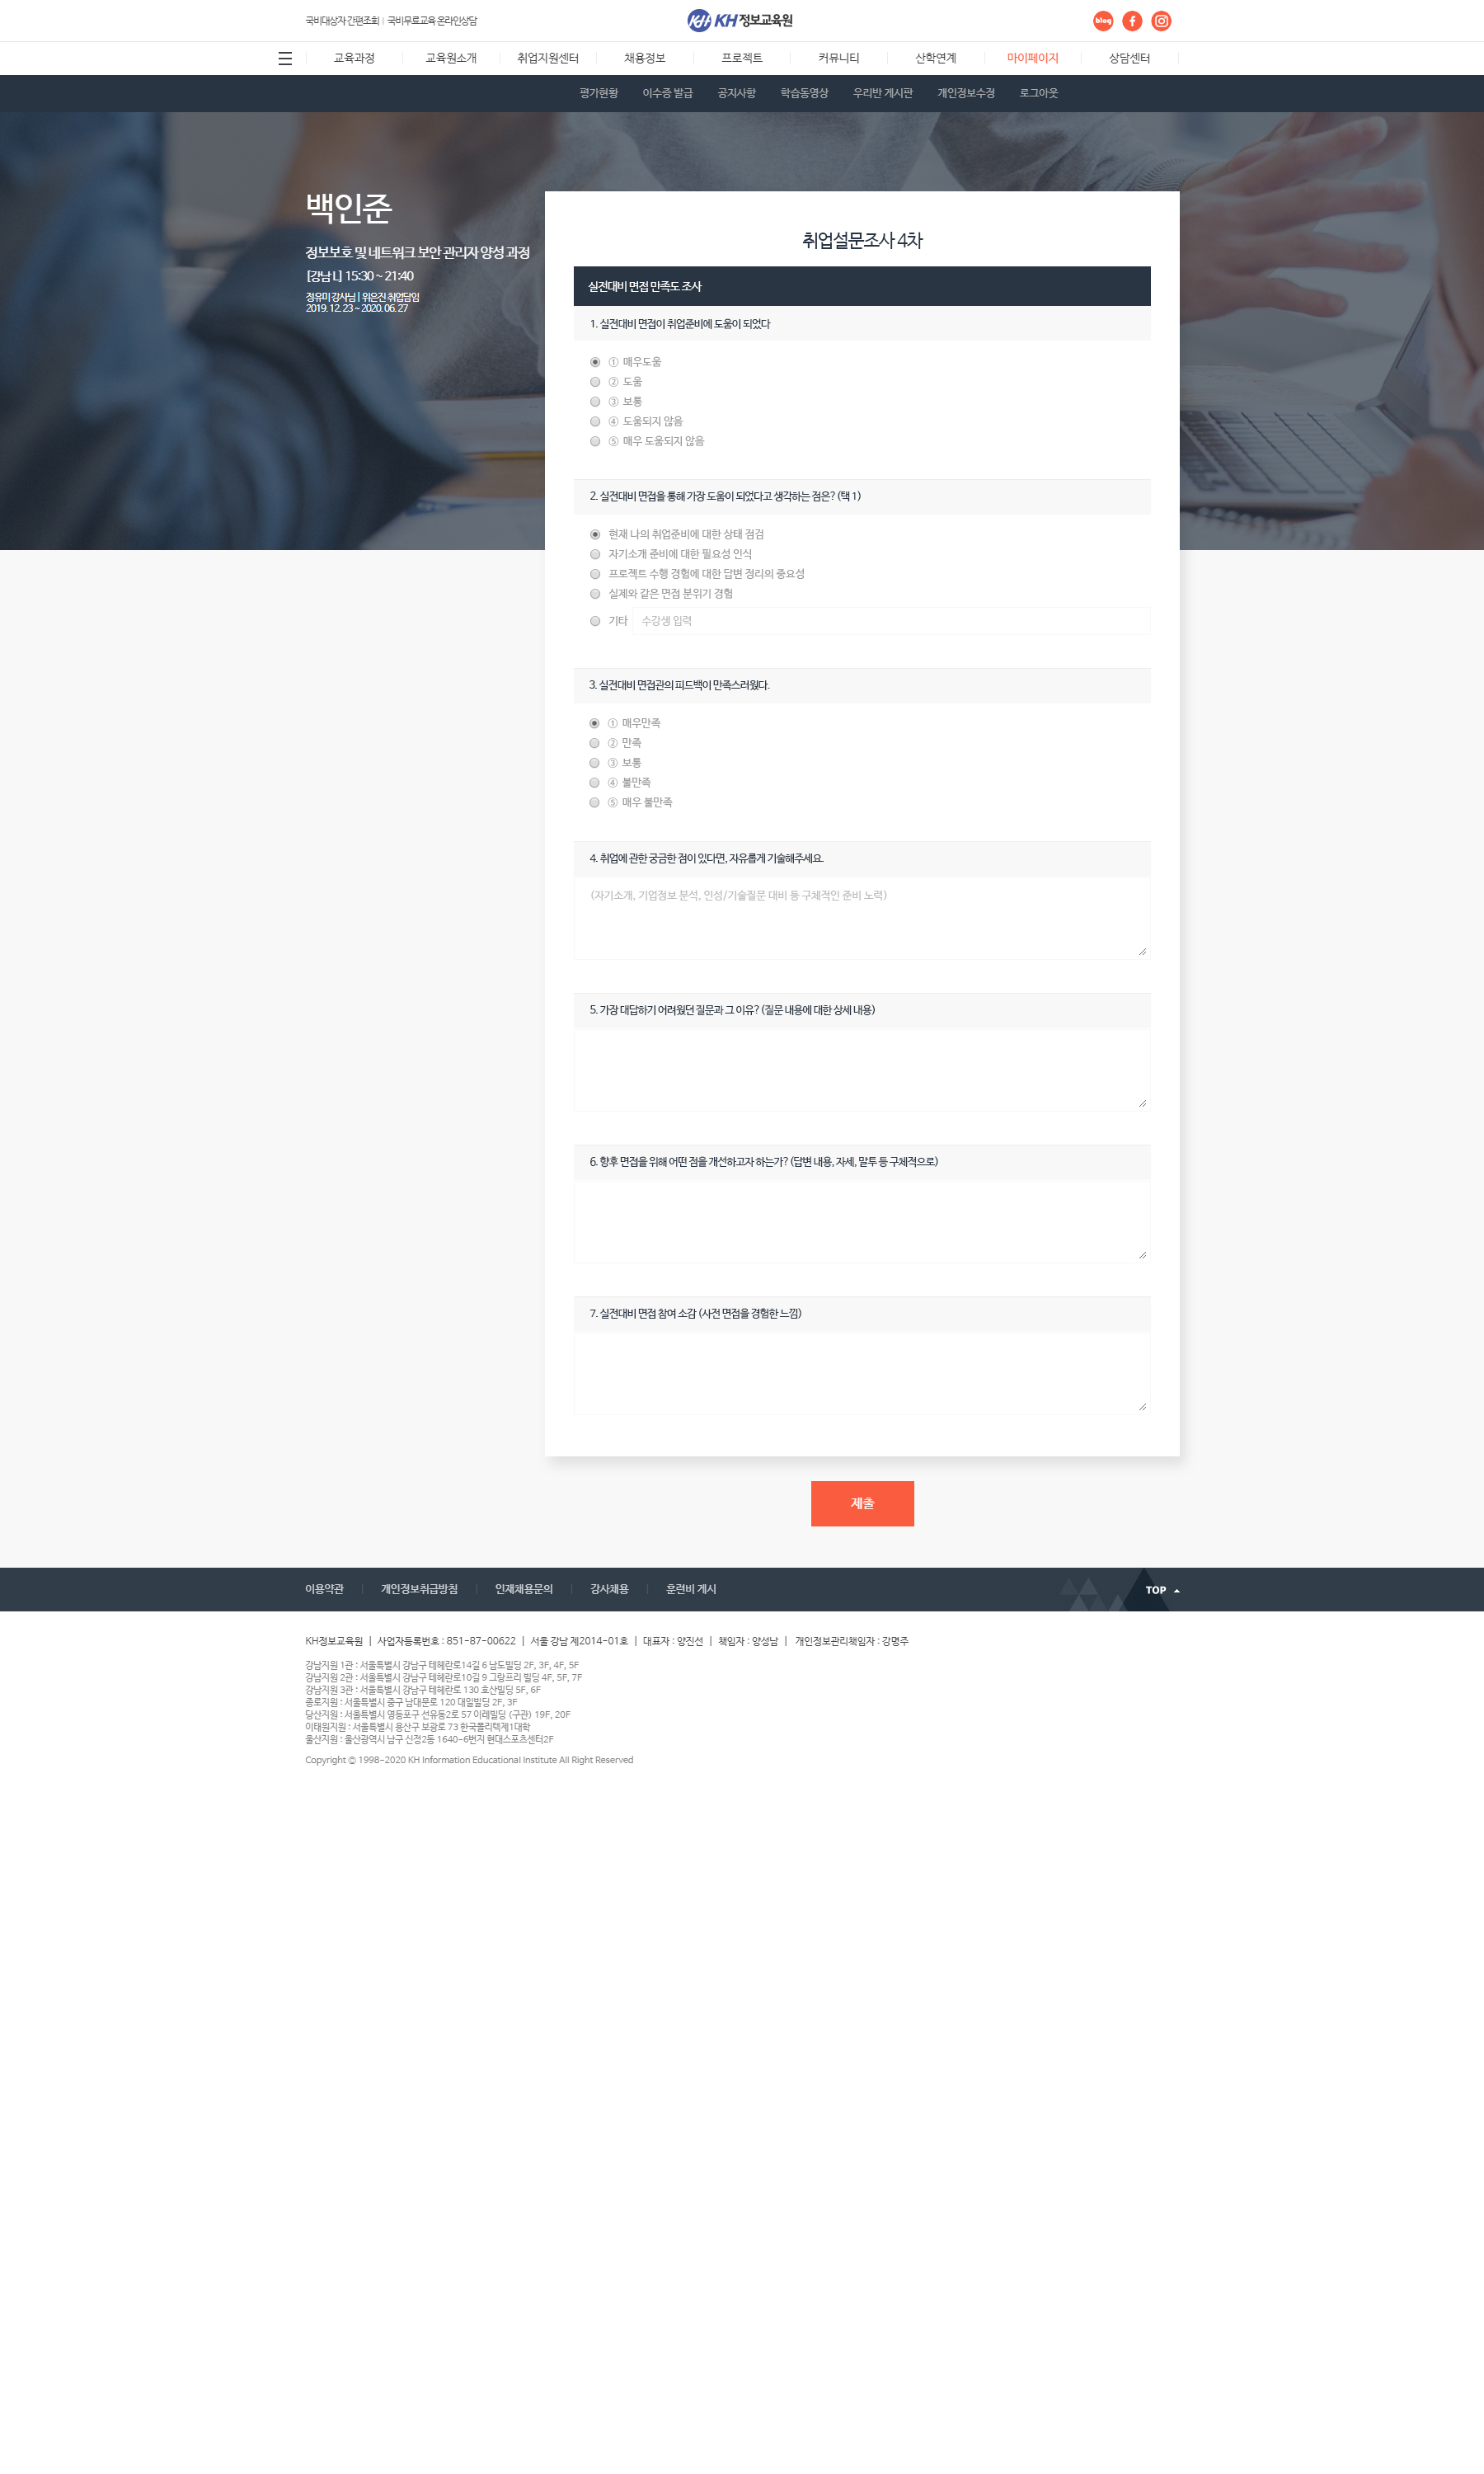 국비대상자 간편조회 | 국비무료교육 온라인상담
KH KH 정보교육원
blog
교육과정 교육원소개 취업지원센터 채용정보 프로젝트 커뮤니티 산학연계 마이페이지 상담센터
평가현황 이수증 발급 공지사항 학습동영상 우리반 게시판 개인정보수정 로그아웃
백인준
정보보호 및 네트워크 보안 관리자 양성 과정
[강남 L] 15:30 ~ 21:40
정유미 강사님 | 위은진 취업담임
2019. 12. 23 ~ 2020. 06. 27
취업설문조사 4차
실전대비 면접 만족도 조사
1. 실전대비 면접이 취업준비에 도움이 되었다
① 매우도움
② 도움
③ 보통
④ 도움되지 않음
⑤ 매우 도움되지 않음
2. 실전대비 면접을 통해 가장 도움이 되었다고 생각하는 점은? (택 1)
현재 나의 취업준비에 대한 상태 점검
자기소개 준비에 대한 필요성 인식
프로젝트 수행 경험에 대한 답변 정리의 중요성
실제와 같은 면접 분위기 경험
기타 수강생 입력
3. 실전대비 면접관의 피드백이 만족스러웠다.
① 매우만족
② 만족
③ 보통
④ 불만족
⑤ 매우 불만족
4. 취업에 관한 궁금한 점이 있다면, 자유롭게 기술해주세요.
(자기소개, 기업정보 분석, 인성/기술질문 대비 등 구체적인 준비 노력)
5. 가장 대답하기 어려웠던 질문과 그 이유? (질문 내용에 대한 상세 내용)
6. 향후 면접을 위해 어떤 점을 개선하고자 하는가? (답변 내용, 자세, 말투 등 구체적으로)
7. 실전대비 면접 참여 소감 (사전 면접을 경험한 느낌)
제출
이용약관 | 개인정보취급방침 | 인재채용문의 | 강사채용 | 훈련비 게시
TOP
KH정보교육원 | 사업자등록번호 : 851-87-00622 | 서울 강남 제2014-01호 | 대표자 : 양진선 | 책임자 : 양성남 | 개인정보관리책임자 : 강명주
강남지원 1관 : 서울특별시 강남구 테헤란로14길 6 남도빌딩 2F, 3F, 4F, 5F
강남지원 2관 : 서울특별시 강남구 테헤란로10길 9 그랑프리 빌딩 4F, 5F, 7F
강남지원 3관 : 서울특별시 강남구 테헤란로 130 호산빌딩 5F, 6F
종로지원 : 서울특별시 중구 남대문로 120 대일빌딩 2F, 3F
당산지원 : 서울특별시 영등포구 선유동2로 57 이레빌딩 (구관) 19F, 20F
이태원지원 : 서울특별시 용산구 보광로 73 한국폴리텍제1대학
울산지원 : 울산광역시 남구 신정2동 1640-6번지 현대스포츠센터2F
Copyright © 1998-2020 KH Information Educational Institute All Right Reserved